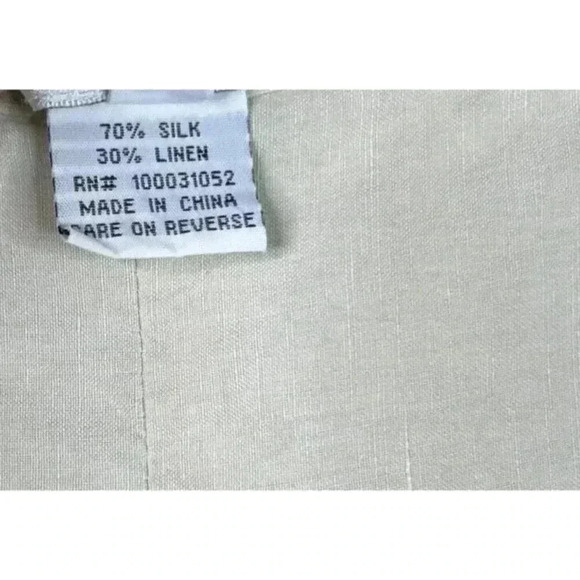 70% SILK
30% LINEN
RN# 100031052
MADE IN CHINA
CARE ON REVERSE